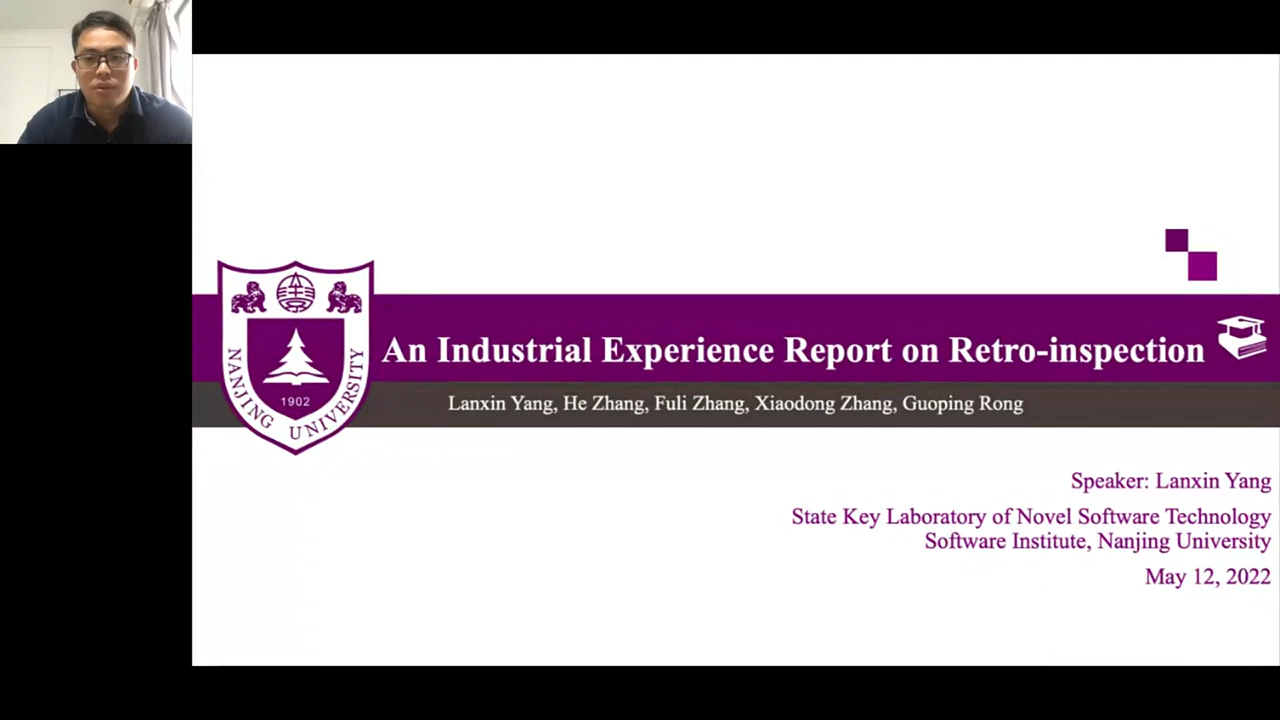 An Industrial Experience Report on Retro-inspection
Lanxin Yang, He Zhang, Fuli Zhang, Xiaodong Zhang, Guoping Rong
1902
NANJING UNIVERSITY
Speaker: Lanxin Yang
State Key Laboratory of Novel Software Technology
Software Institute, Nanjing University
May 12, 2022